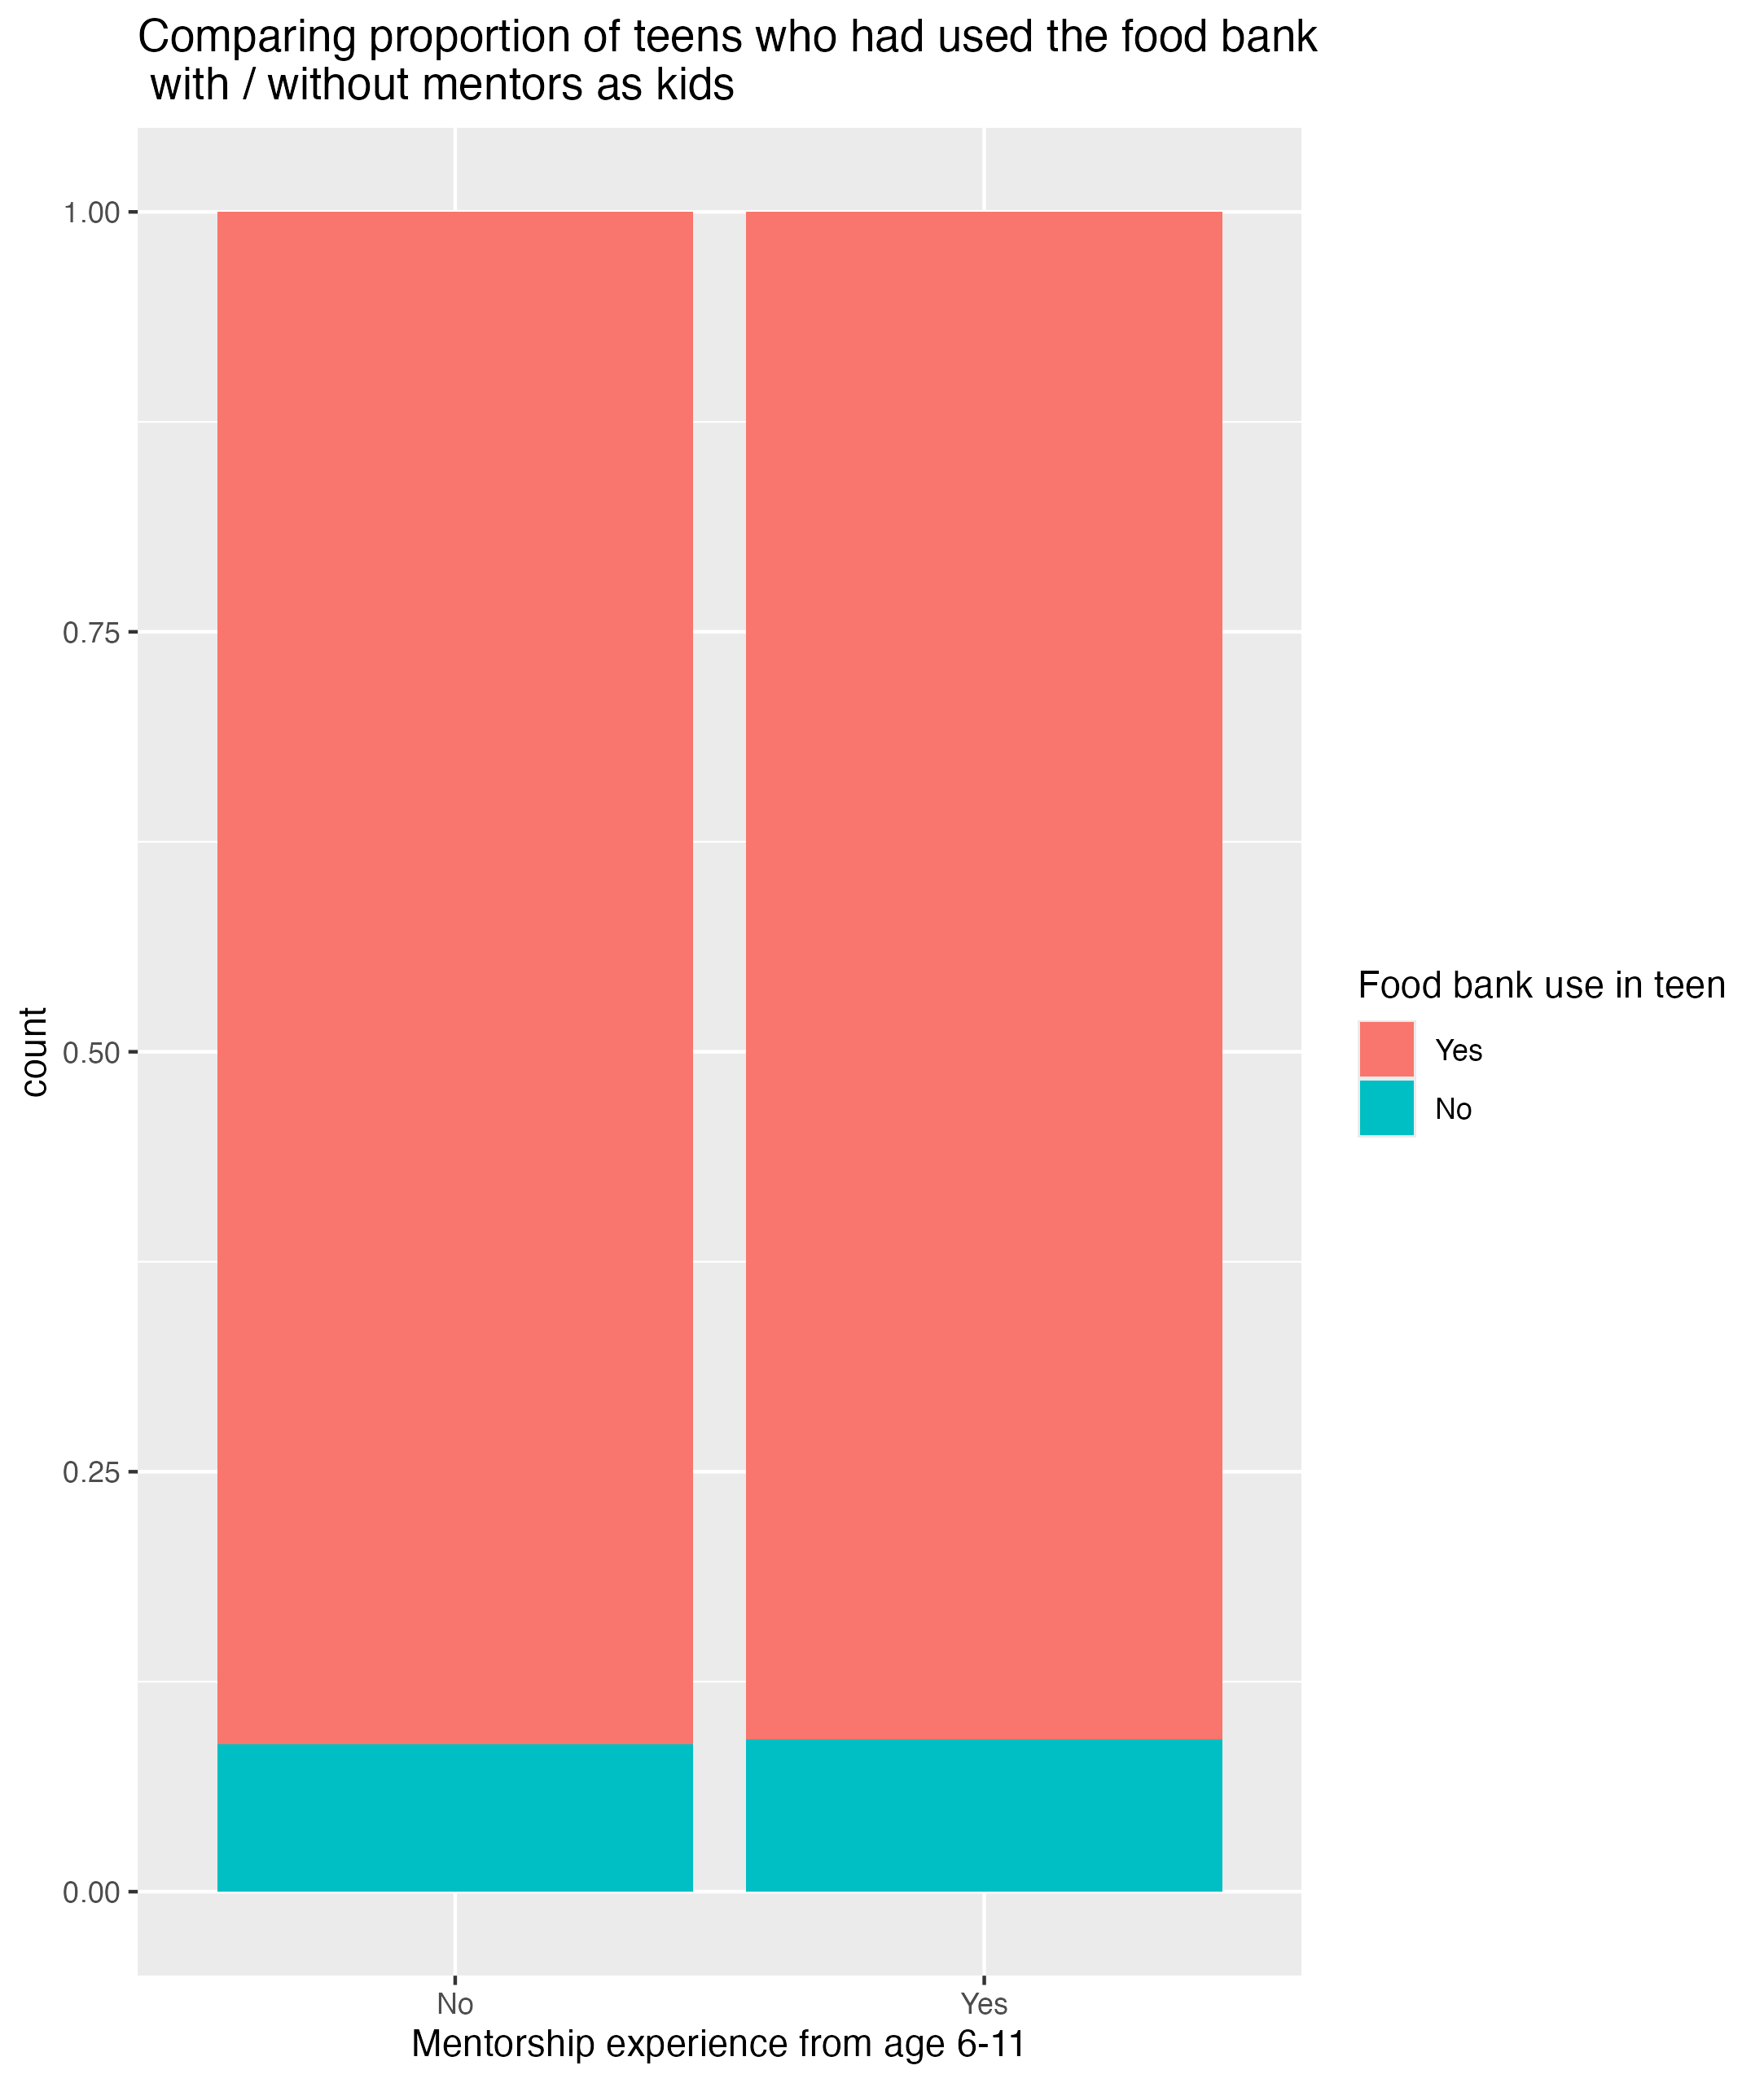 Comparing proportion of teens who had used the food bank
with / without mentors as kids
1.00
0.75
0.50
0.25
0.00
count
No
Yes
Mentorship experience from age 6-11
Food bank use in teen
Yes
No